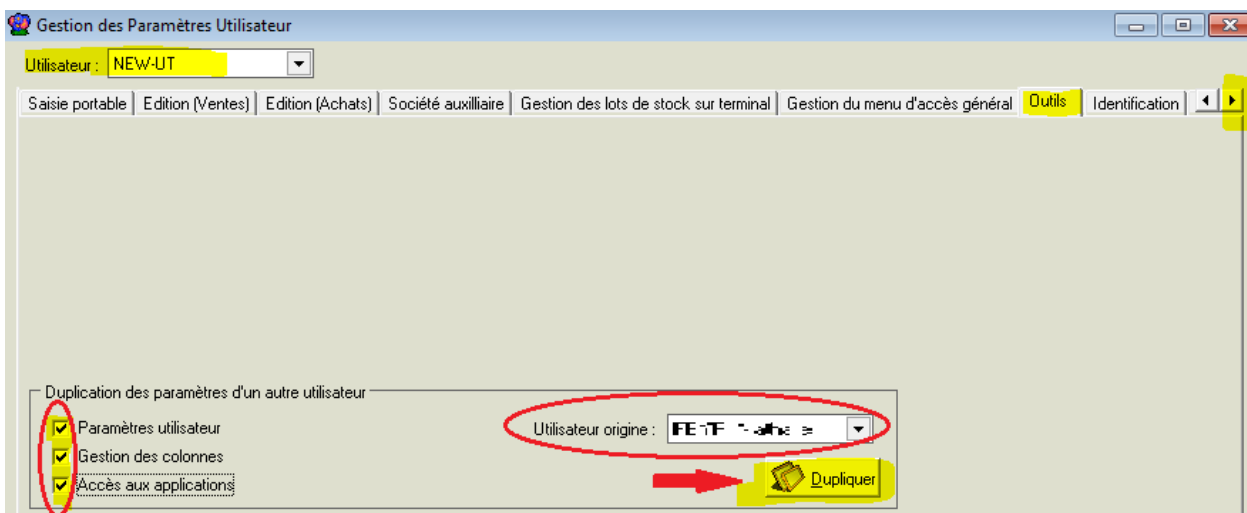 Gestion des Paramètres Utilisateur
Utilisateur : NEW-UT
Saisie portable Edition (Ventes) Edition (Achats) Société auxilliaire Gestion des lots de stock sur terminal Gestion du menu d'accès général Outils Identification
Duplication des paramètres d'un autre utilisateur
Paramètres utilisateur Utilisateur origine :
Gestion des colonnes
Accès aux applications Dupliquer